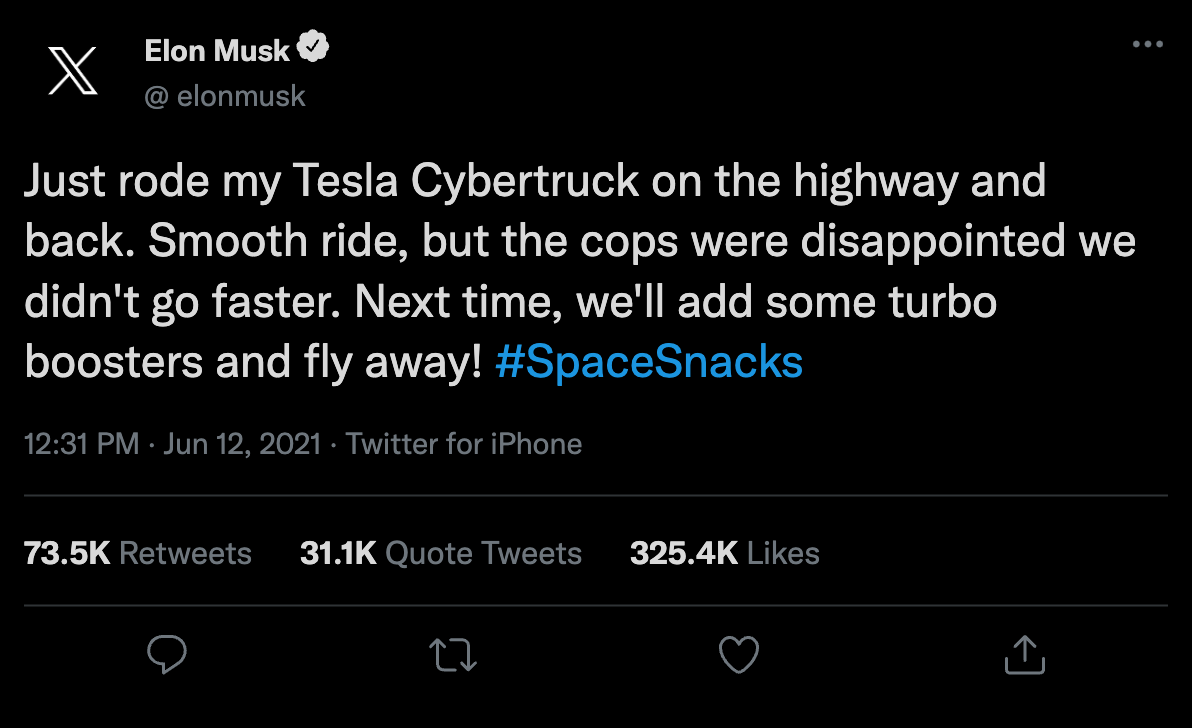 Elon Musk
@ elonmusk
Just rode my Tesla Cybertruck on the highway and
back. Smooth ride, but the cops were disappointed we
didn't go faster. Next time, we'll add some turbo
boosters and fly away! #SpaceSnacks
12:31 PM · Jun 12, 2021 · Twitter for iPhone
73.5K Retweets 31.1K Quote Tweets 325.4K Likes